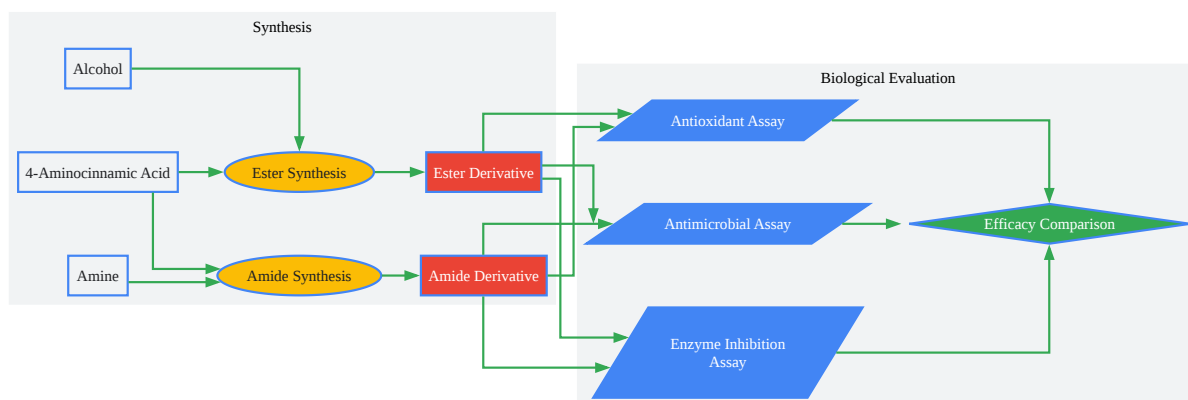 Synthesis
Alcohol
4-Aminocinnamic Acid
Amine
Ester Synthesis
Amide Synthesis
Ester Derivative
Amide Derivative
Biological Evaluation
Antioxidant Assay
Antimicrobial Assay
Enzyme Inhibition
Assay
Efficacy Comparison